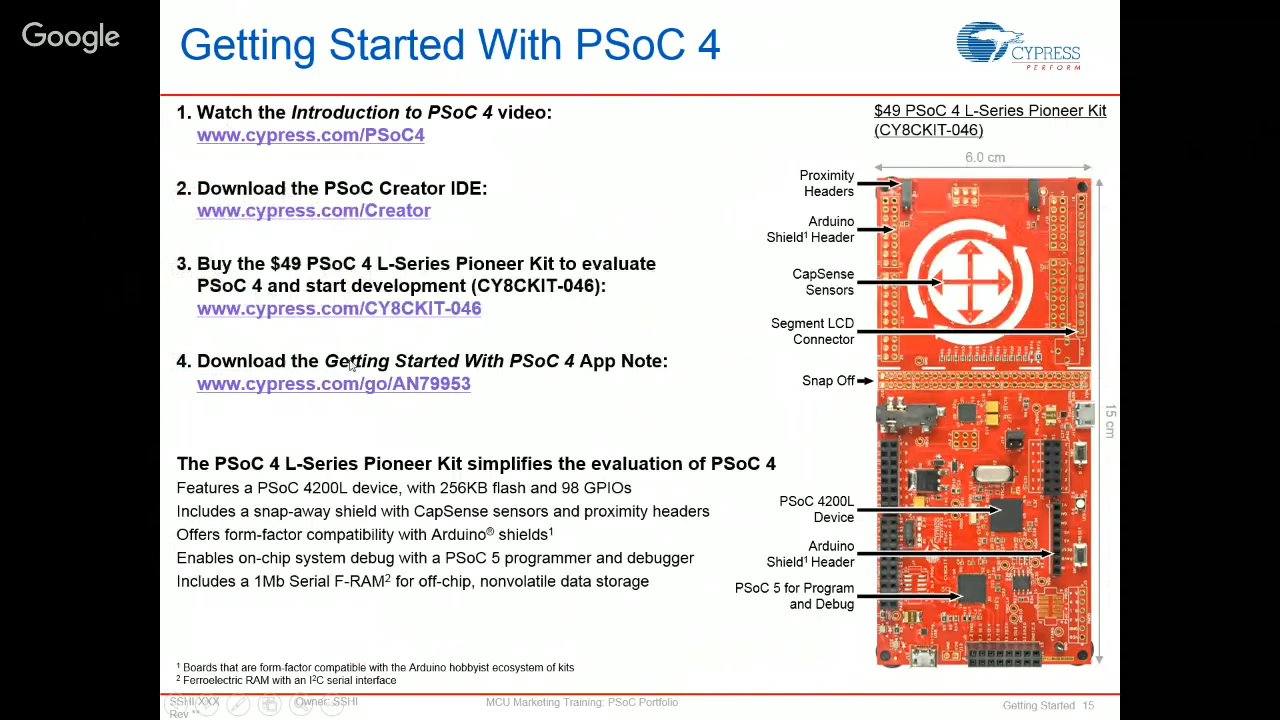 Google
Getting Started With PSoC 4
CYPRESS
PERFORM
1. Watch the Introduction to PSoC 4 video:
www.cypress.com/PSoC4
2. Download the PSoC Creator IDE:
www.cypress.com/Creator
3. Buy the $49 PSoC 4 L-Series Pioneer Kit to evaluate
PSoC 4 and start development (CY8CKIT-046):
www.cypress.com/CY8CKIT-046
4. Download the Getting Started With PSoC 4 App Note:
www.cypress.com/go/AN79953
The PSoC 4 L-Series Pioneer Kit simplifies the evaluation of PSoC 4
Features a PSoC 4200L device, with 256KB flash and 98 GPIOs
Includes a snap-away shield with CapSense sensors and proximity headers
Offers form-factor compatibility with Arduino® shields¹
Enables on-chip system debug with a PSoC 5 programmer and debugger
Includes a 1Mb Serial F-RAM² for off-chip, nonvolatile data storage
$49 PSoC 4 L-Series Pioneer Kit
(CY8CKIT-046)
6.0 cm
Proximity
Headers
Arduino
Shield¹ Header
CapSense
Sensors
Segment LCD
Connector
Snap Off
15 cm
PSoC 4200L
Device
Arduino
Shield¹ Header
PSoC 5 for Program
and Debug
¹ Boards that are form-factor compatible with the Arduino hobbyist ecosystem of kits
² Ferroelectric RAM with an I²C serial interface
SSHI XXX
Rev **
Owner: SSHI
MCU Marketing Training: PSoC Portfolio
Getting Started 15